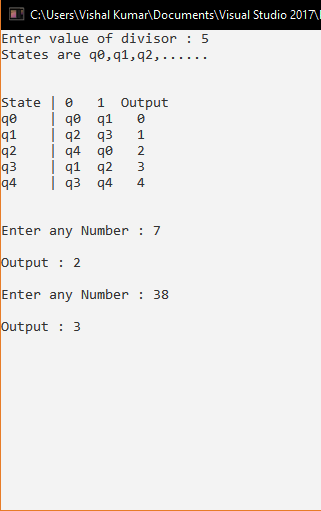 C:\Users\Vishal Kumar\Documents\Visual Studio 2017\
Enter value of divisor : 5
States are q0,q1,q2,......
State | 0 1 Output
q0 | q0 q1 0
q1 | q2 q3 1
q2 | q4 q0 2
q3 | q1 q2 3
q4 | q3 q4 4
Enter any Number : 7
Output : 2
Enter any Number : 38
Output : 3